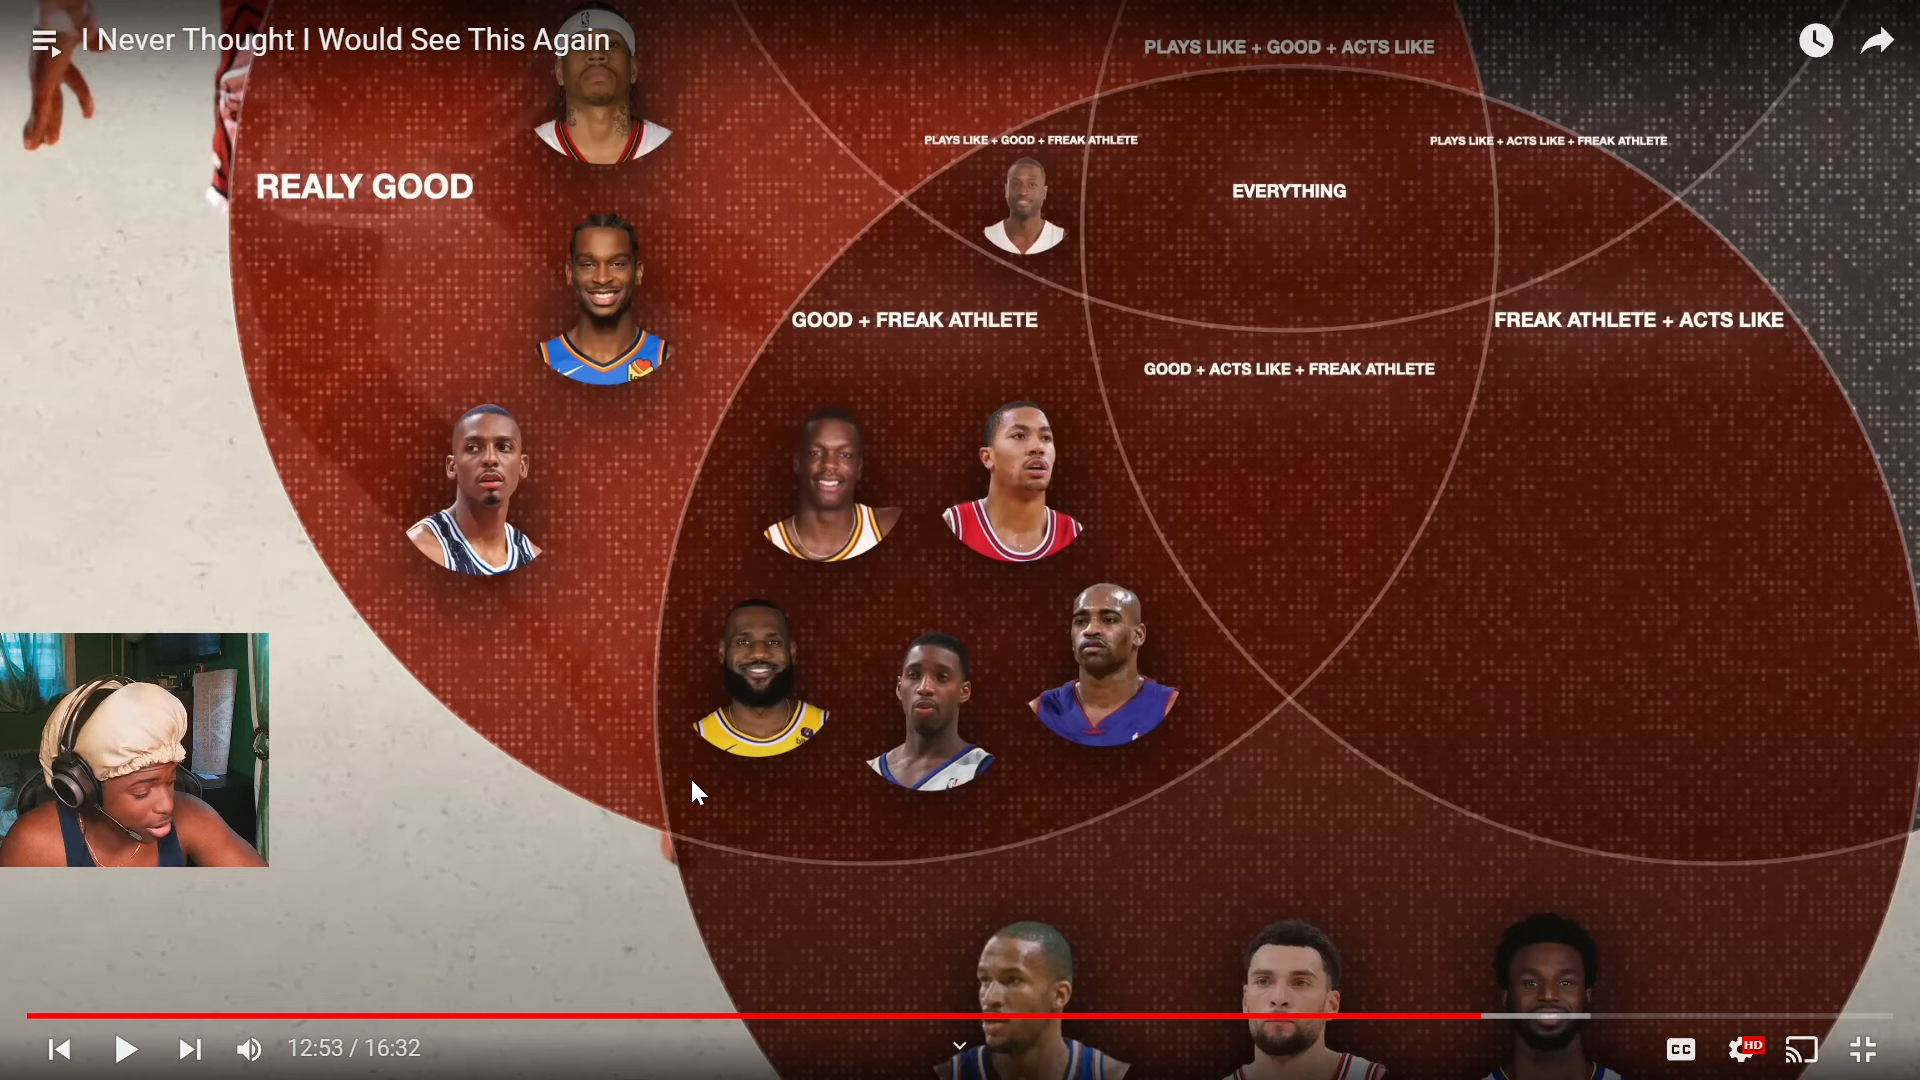 I Never Thought I Would See This Again
PLAYS LIKE + GOOD + ACTS LIKE
PLAYS LIKE + GOOD + FREAK ATHLETE
PLAYS LIKE + ACTS LIKE + FREAK ATHLETE
REALY GOOD
EVERYTHING
GOOD + FREAK ATHLETE
FREAK ATHLETE + ACTS LIKE
GOOD + ACTS LIKE + FREAK ATHLETE
12:53 / 16:32
CC
HD